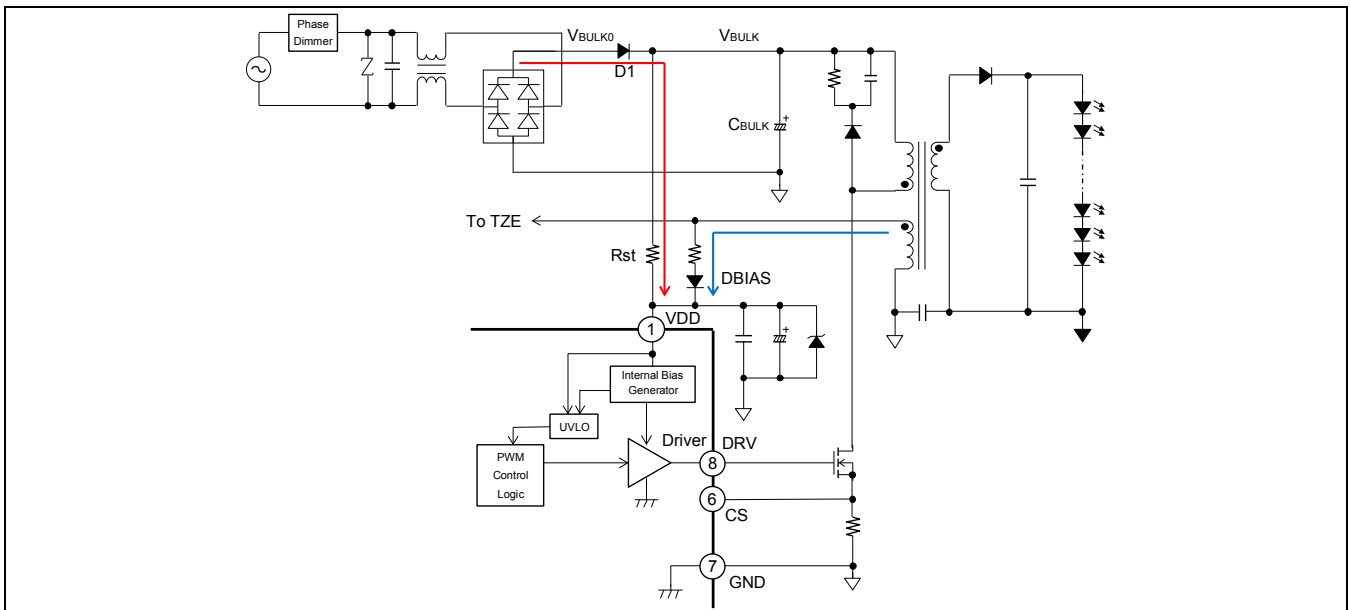 Phase
Dimmer
VBULK0
D1
VBULK
CBULK
+
To TZE
Rst
DBIAS
VDD
1
+
Internal Bias
Generator
UVLO
PWM
Control
Logic
Driver
DRV
8
6
CS
7
GND